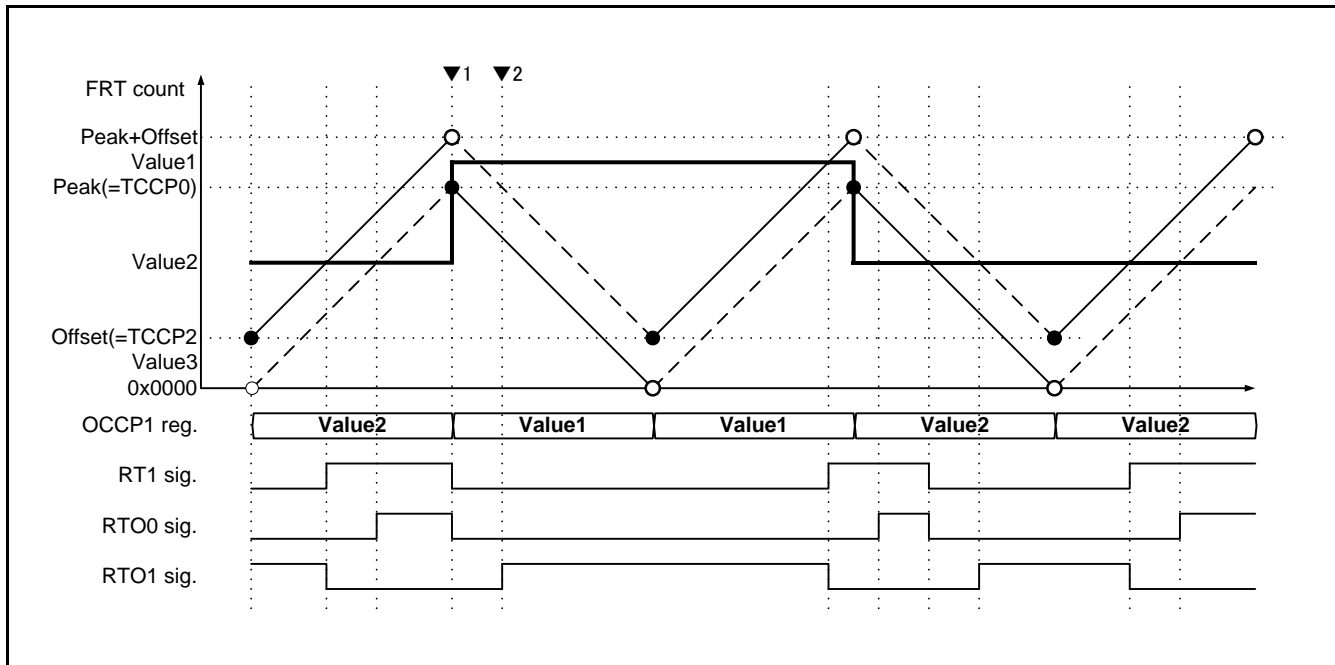 ▼1 ▼2
FRT count
Peak+Offset
Value1
Peak(=TCCP0)
Value2
Offset(=TCCP2
Value3
0x0000
OCCP1 reg. Value2 Value1 Value1 Value2 Value2
RT1 sig.
RTO0 sig.
RTO1 sig.